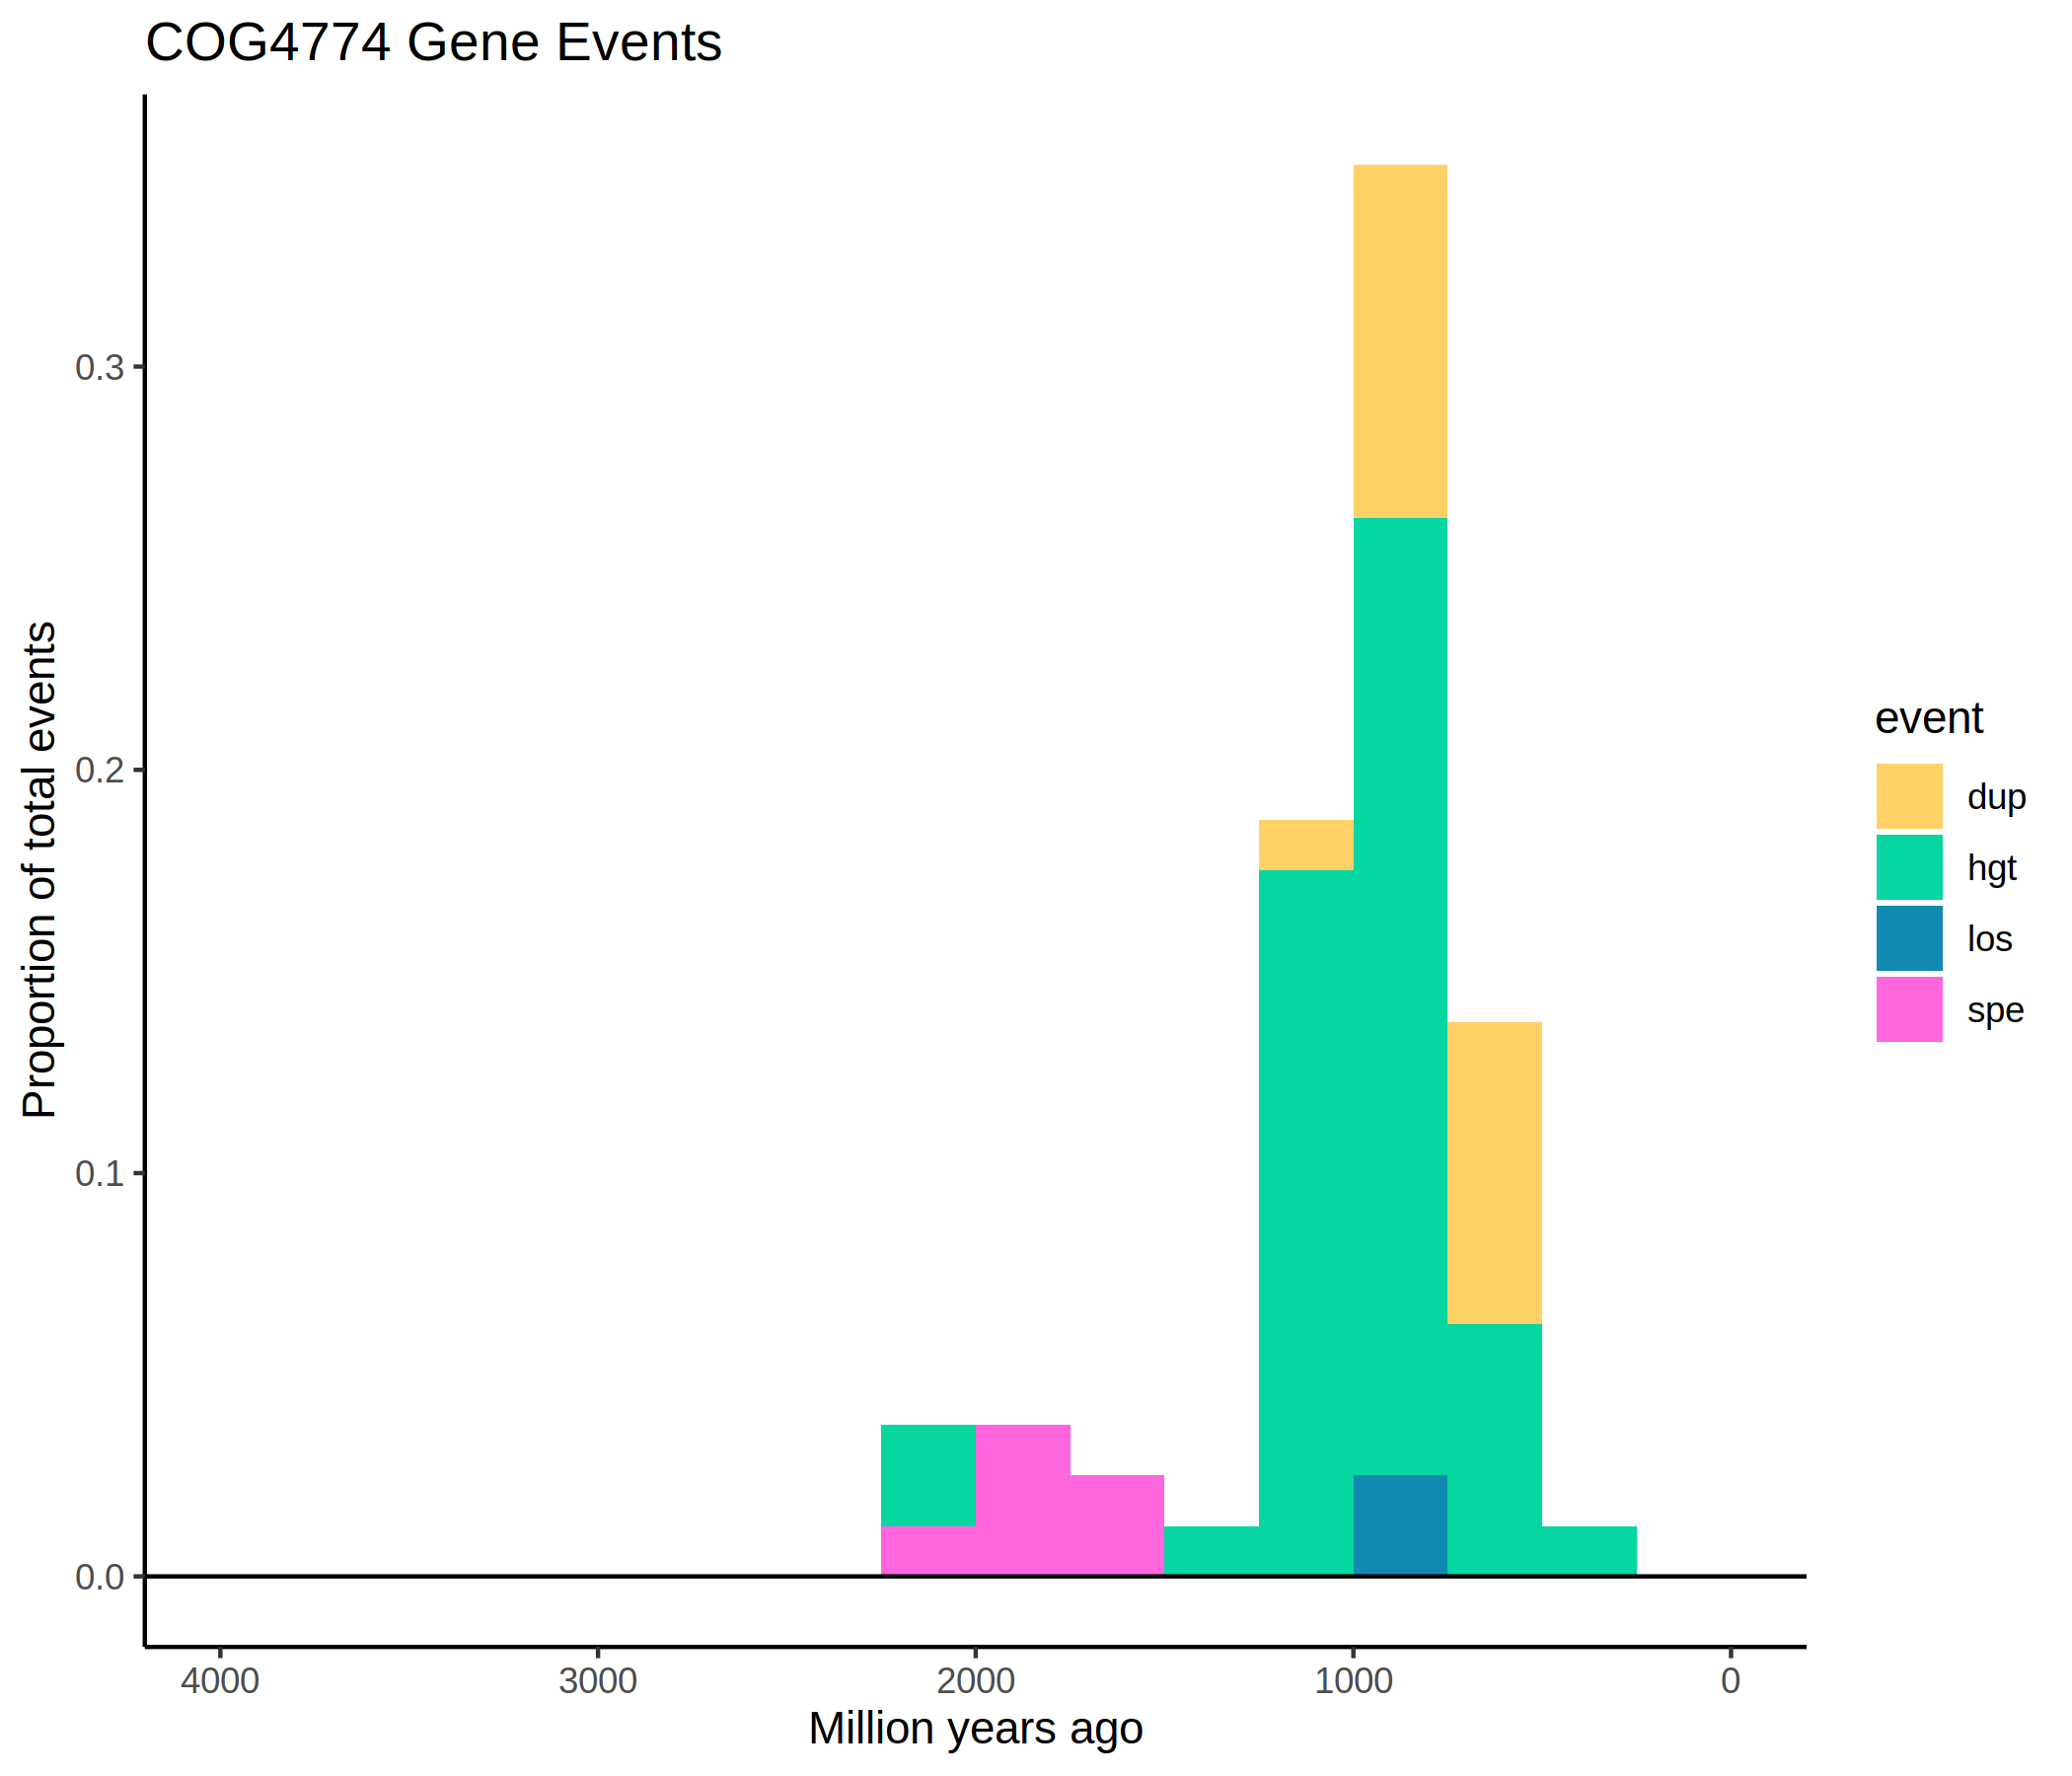 COG4774 Gene Events
Proportion of total events
0.3
0.2
0.1
0.0
4000 3000 2000 1000 0
Million years ago
event
dup
hgt
los
spe